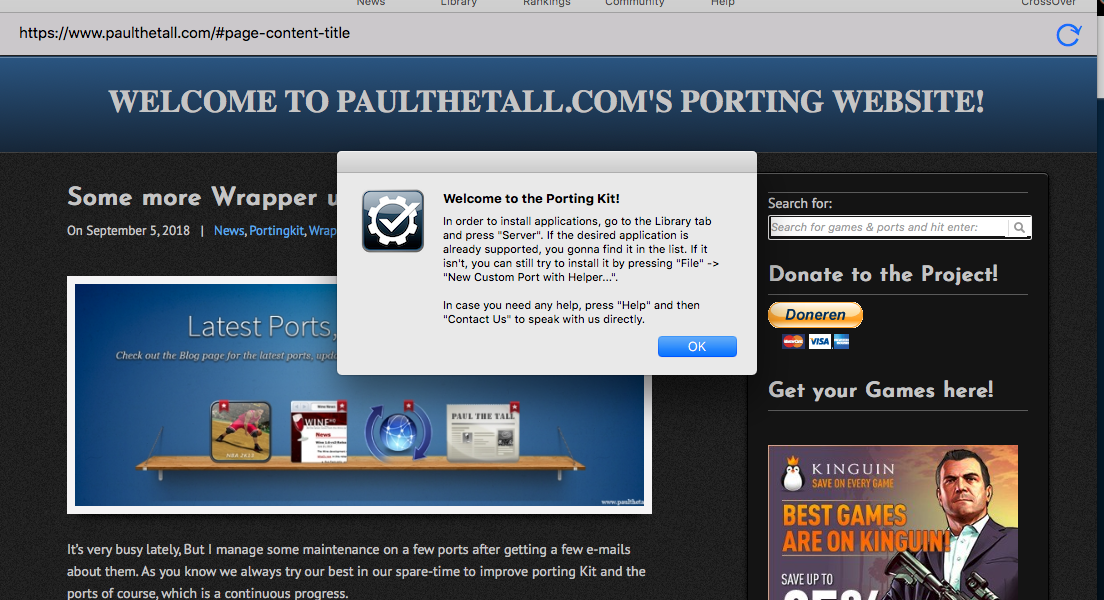 News Library Rankings Community Help CrossOver
https://www.paulthetall.com/#page-content-title
WELCOME TO PAULTHETALL.COM'S PORTING WEBSITE!
Some more Wrapper u
On September 5, 2018 | News, Portingkit, Wrap
Latest Ports,
Check out the Blog page for the latest ports, upda
NBA 2K13
WINE
News
PAUL THE TALL
www.paultheta
It's very busy lately, But I manage some maintenance on a few ports after getting a few e-mails
about them. As you know we always try our best in our spare-time to improve porting Kit and the
ports of course, which is a continuous progress.
Welcome to the Porting Kit!
In order to install applications, go to the Library tab
and press "Server". If the desired application is
already supported, you gonna find it in the list. If it
isn't, you can still try to install it by pressing "File" ->
"New Custom Port with Helper...".
In case you need any help, press "Help" and then
"Contact Us" to speak with us directly.
OK
Search for:
Search for games & ports and hit enter:
Donate to the Project!
Doneren
MasterCard VISA
Get your Games here!
KINGUIN
SAVE ON EVERY GAME
BEST GAMES
ARE ON KINGUIN!
SAVE UP TO
85%